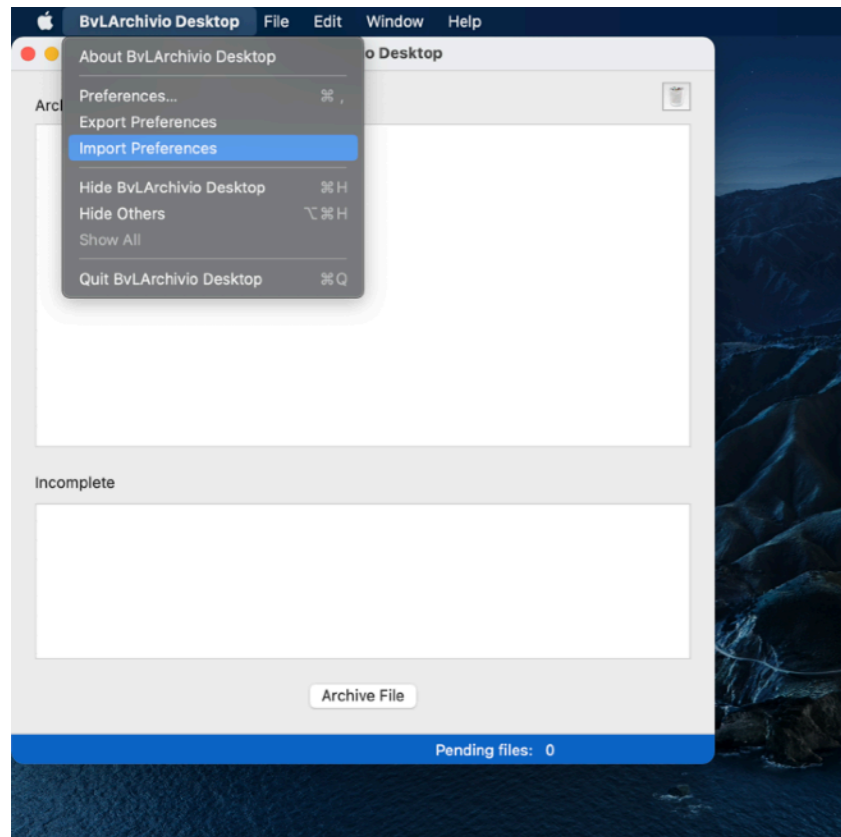 BvLArchivio Desktop File Edit Window Help
o Desktop
About BvLArchivio Desktop
Preferences... ⌘ ,
Export Preferences
Import Preferences
Hide BvLArchivio Desktop ⌘ H
Hide Others ⌥ ⌘ H
Show All
Quit BvLArchivio Desktop ⌘ Q
Arcl
Incomplete
Archive File
Pending files: 0